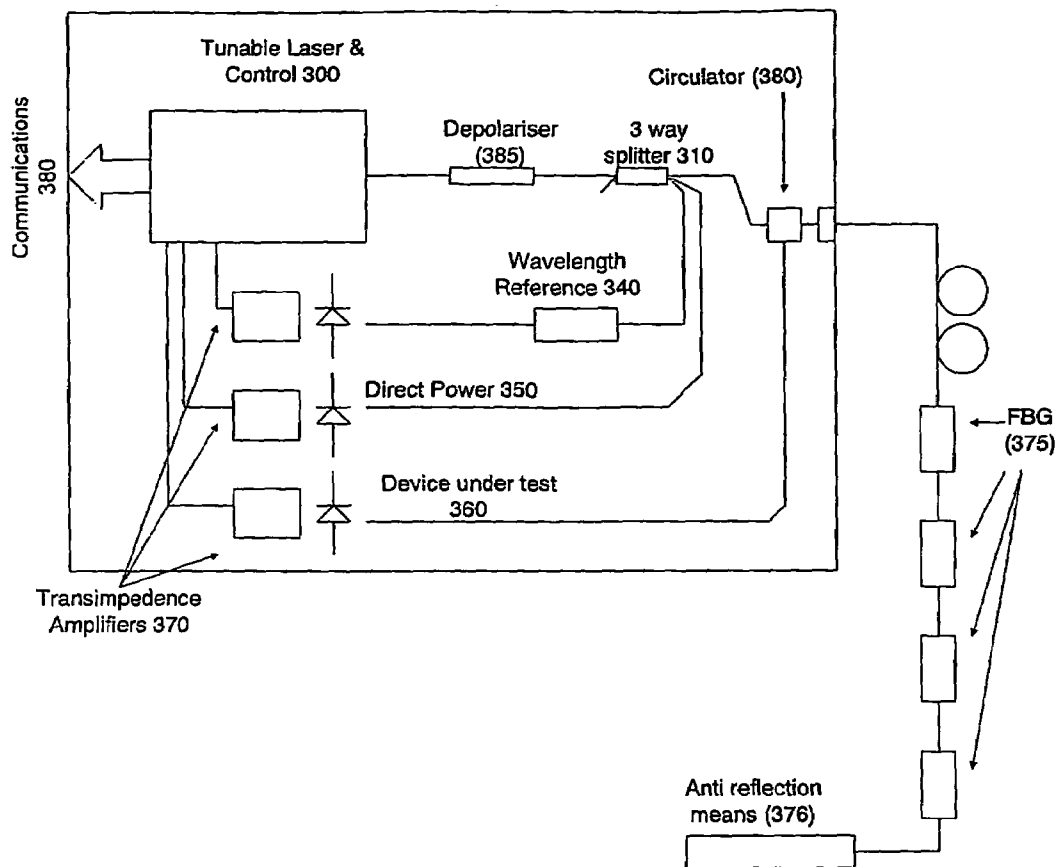 Tunable Laser &
Control 300
Circulator (380)
Communications
380
Depolariser
(385)
3 way
splitter 310
Wavelength
Reference 340
Direct Power 350
FBG
(375)
Device under test
360
Transimpedence
Amplifiers 370
Anti reflection
means (376)